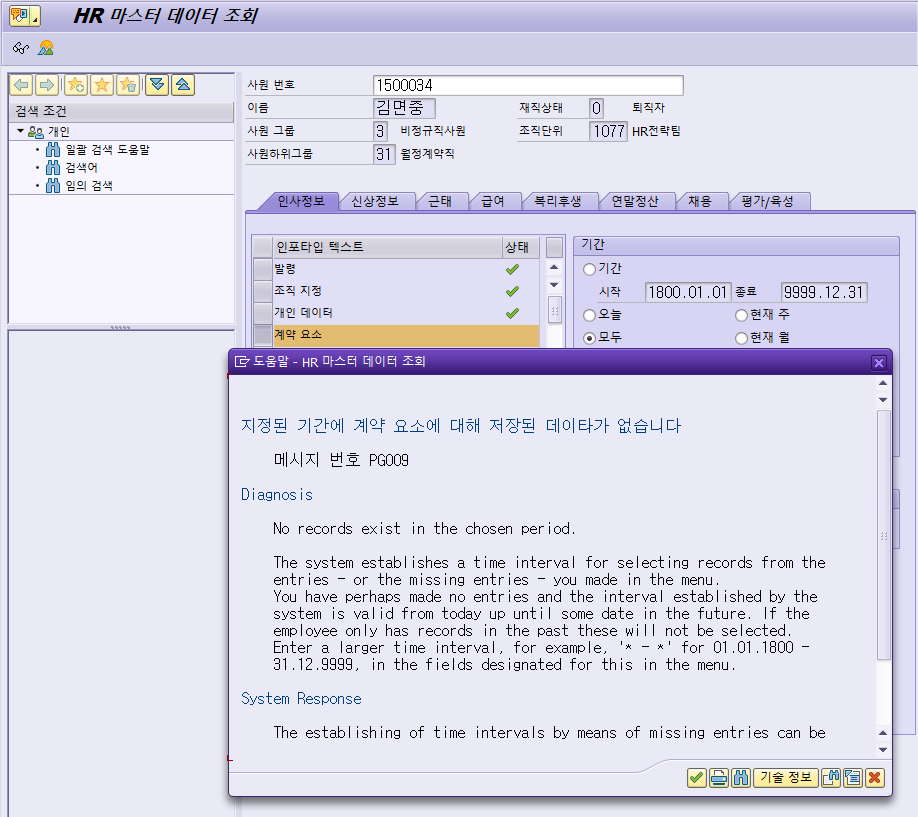 HR 마스터 데이터 조회
검색 조건
개인
일괄 검색 도움말
검색어
임의 검색
사원 번호 1500034
이름 김면중 재직상태 0 퇴직자
사원 그룹 3 비정규직사원 조직단위 1077 HR전략팀
사원하위그룹 31 월정계약직
인사정보 신상정보 근태 급여 복리후생 연말정산 채용 평가/육성
인포타입 텍스트 상태
발령
조직 지정
개인 데이터
계약 요소
기간
기간
시작 1800.01.01 종료 9999.12.31
오늘 현재 주
모두 현재 월
도움말 - HR 마스터 데이터 조회
지정된 기간에 계약 요소에 대해 저장된 데이타가 없습니다
메시지 번호 PG009
Diagnosis
No records exist in the chosen period.
The system establishes a time interval for selecting records from the
entries - or the missing entries - you made in the menu.
You have perhaps made no entries and the interval established by the
system is valid from today up until some date in the future. If the
employee only has records in the past these will not be selected.
Enter a larger time interval, for example, '* - *' for 01.01.1800 -
31.12.9999, in the fields designated for this in the menu.
System Response
The establishing of time intervals by means of missing entries can be
기술 정보